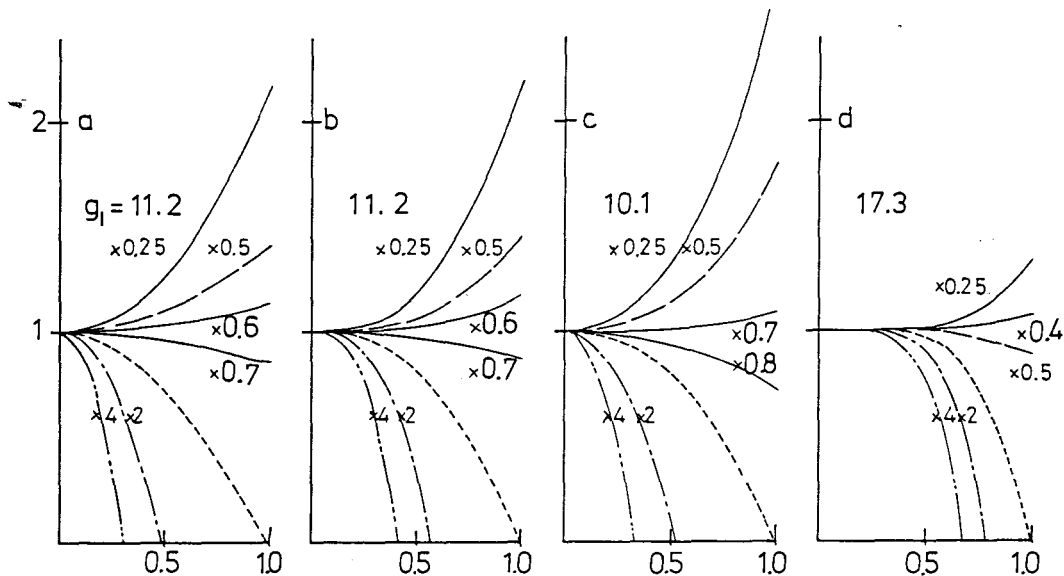 2 a b c d
g₁ = 11.2 11.2 10.1 17.3
×0.25 ×0.5 ×0.25 ×0.5 ×0.25 ×0.5 ×0.25
1 ×0.6 ×0.6 ×0.7 ×0.4
×0.7 ×0.7 ×0.8 ×0.5
×4 ×2 ×4 ×2 ×4 ×2 ×4 ×2
0.5 1.0 0.5 1.0 0.5 1.0 0.5 1.0